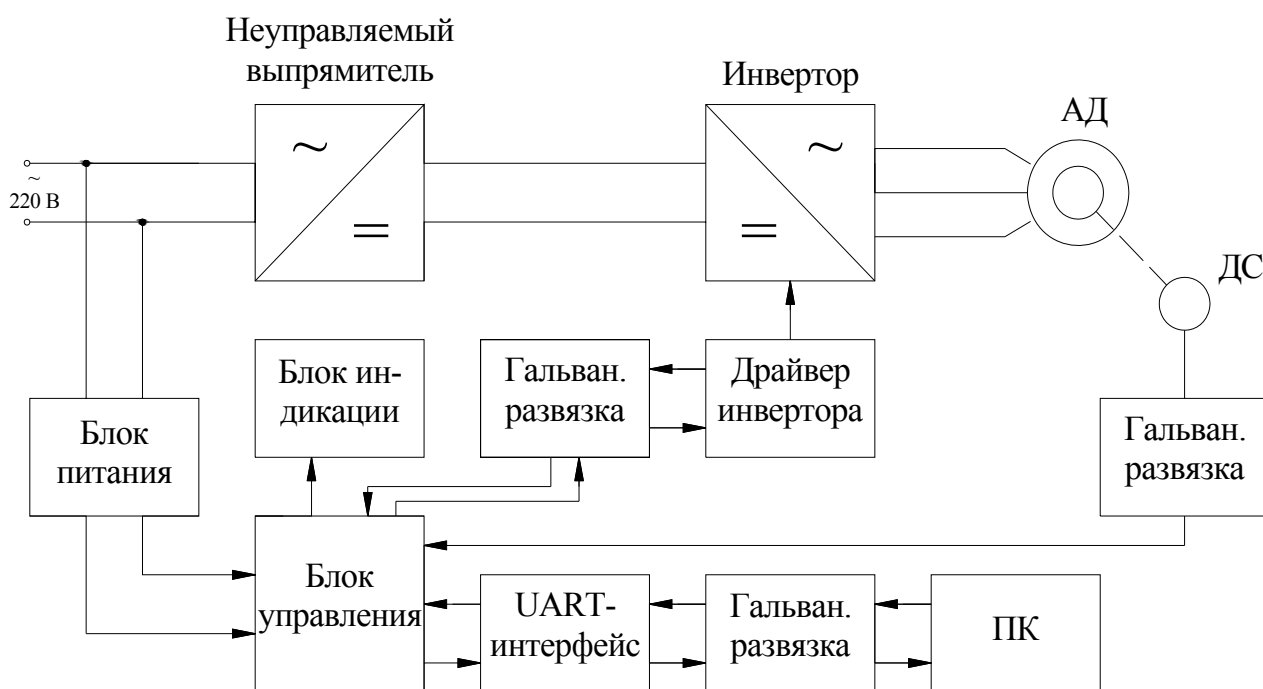 Неуправляемый
выпрямитель
Инвертор
АД
~
=
~
=
~
220 В
ДС
Блок ин-
дикации
Гальван.
развязка
Драйвер
инвертора
Блок
питания
Гальван.
развязка
Блок
управления
UART-
интерфейс
Гальван.
развязка
ПК